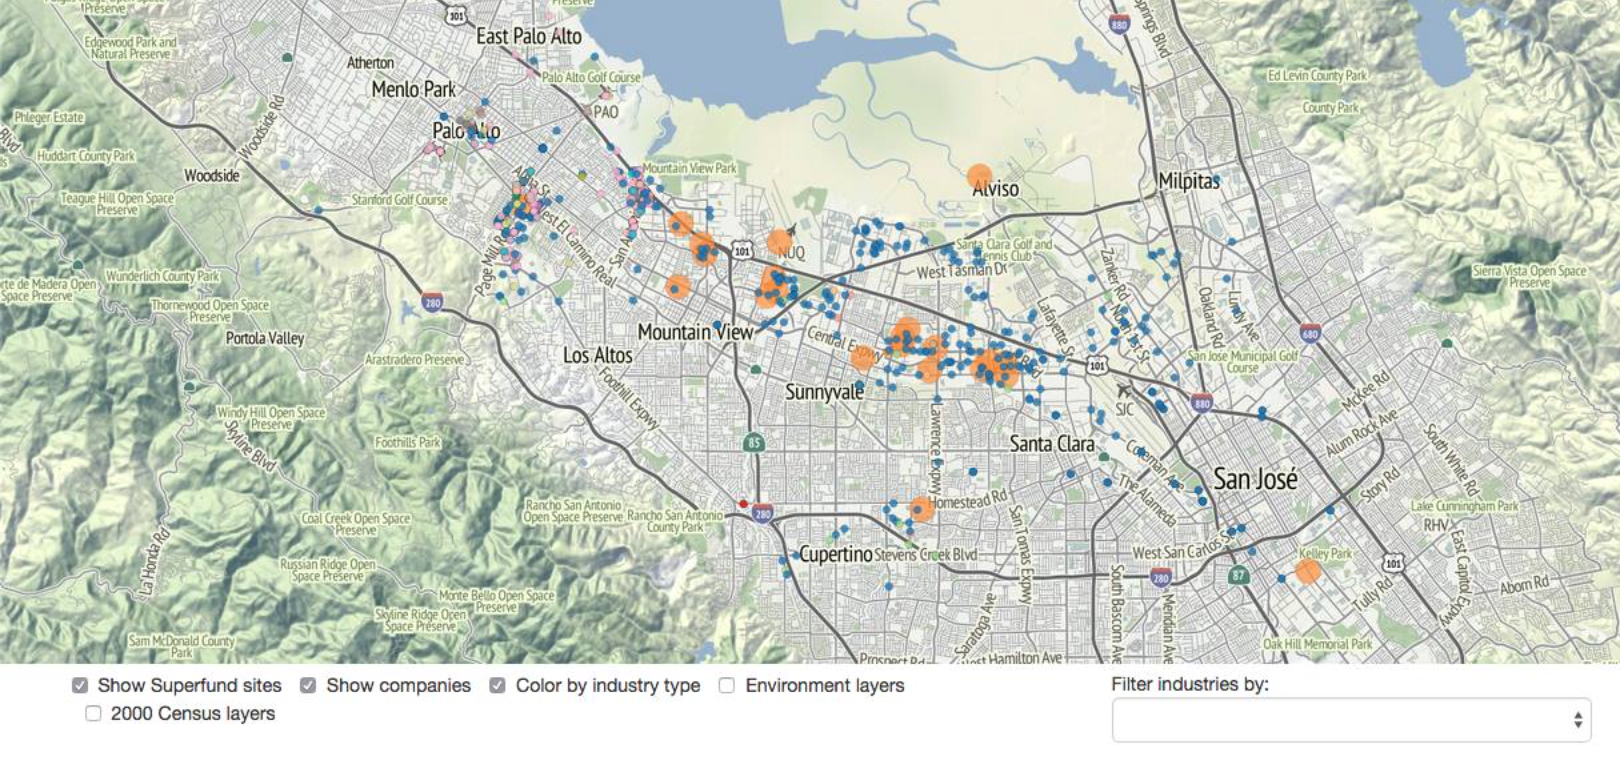 Preserve
101
Preserve
880
Springs Blvd
East Palo Alto
Edgewood Park and
Natural Preserve
Atherton
Palo Alto Golf Course
Ed Levin County Park
Menlo Park
PAO
County Park
Phleger Estate
Woodside Rd
Palo Alto
Huddart County Park
Woodside
Mountain View Park
Milpitas
Alviso
Teague Hill Open Space
Preserve
Stanford Golf Course
Alma St
West El Camino Real
San A
Page Mill R
101
NUQ
Santa Clara Golf and
Tennis Club
West Tasman Dr
Zanker Rd
North 1st St
Oakland Rd
Lundy Ave
Sierra Vista Open Space
Preserve
rte de Madera Open
Space Preserve
Wunderlich County Park
Thornewood Open Space
Preserve
280
Lafayette St
Portola Valley
Mountain View
Central Expwy
680
Los Altos
Arastradero Preserve
San Jose Municipal Golf
Course
101
Foothill Expwy
Sunnyvale
SJC
880
McKee Rd
Windy Hill Open Space
Preserve
Skyline Blvd
Foothills Park
85
Lawrence Expwy
Santa Clara
Coleman Ave
The Alameda
Alum Rock Ave
South White Rd
San José
Story Rd
Rancho San Antonio
Open Space Preserve
Rancho San Antonio
County Park
280
Homestead Rd
San Tomas Expwy
Lake Cunningham Park
Coal Creek Open Space
Preserve
RHV
La Honda Rd
Cupertino
Stevens Creek Blvd
West San Carlos St
Kelley Park
101
East Capitol Expwy
Russian Ridge Open
Space Preserve
280
87
Aborn Rd
Tully Rd
Monte Bello Open Space
Preserve
Skyline Ridge Open
Space Preserve
Saratoga Ave
South Bascom Ave
Meridian Ave
Sam McDonald County
Park
Oak Hill Memorial Park
Prospect Rd
West Hamilton Ave
Show Superfund sites
Show companies
Color by industry type
Environment layers
2000 Census layers
Filter industries by: